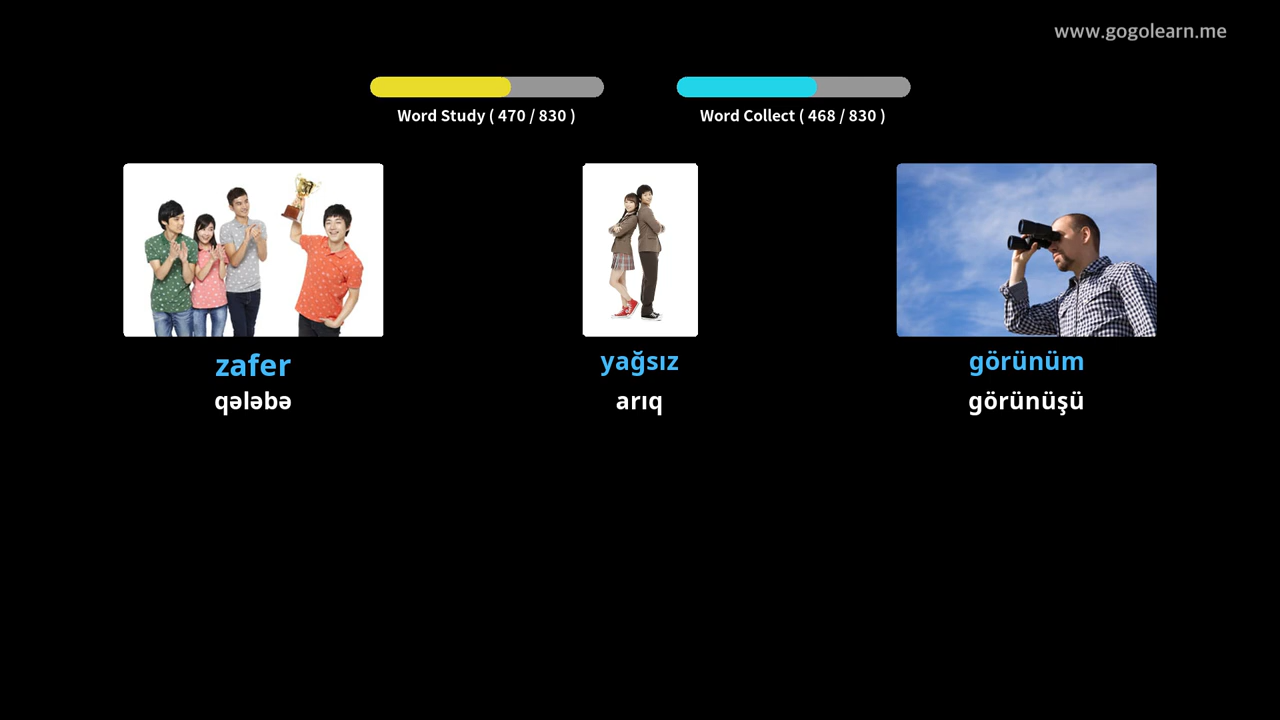 www.gogolearn.me
Word Study ( 470 / 830 )
Word Collect ( 468 / 830 )
zafer
qələbə
yağsız
arıq
görünüm
görünüşü